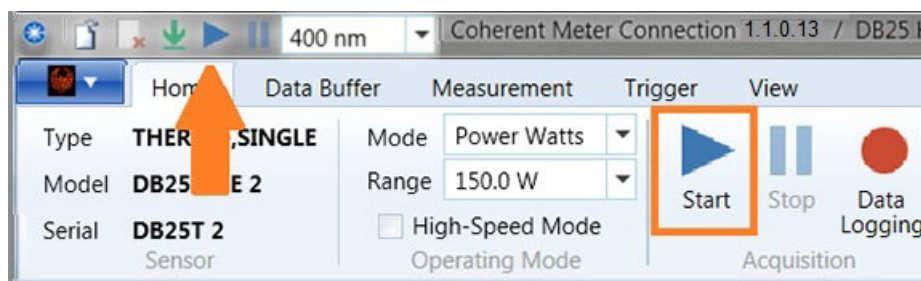 400 nm Coherent Meter Connection 1.1.0.13 / DB25
Data Buffer Measurement Trigger View
Type THER ,SINGLE Mode Power Watts
Model DB25 E 2 Range 150.0 W Start Stop Data Logging
Serial DB25T 2 High-Speed Mode
Sensor Operating Mode Acquisition